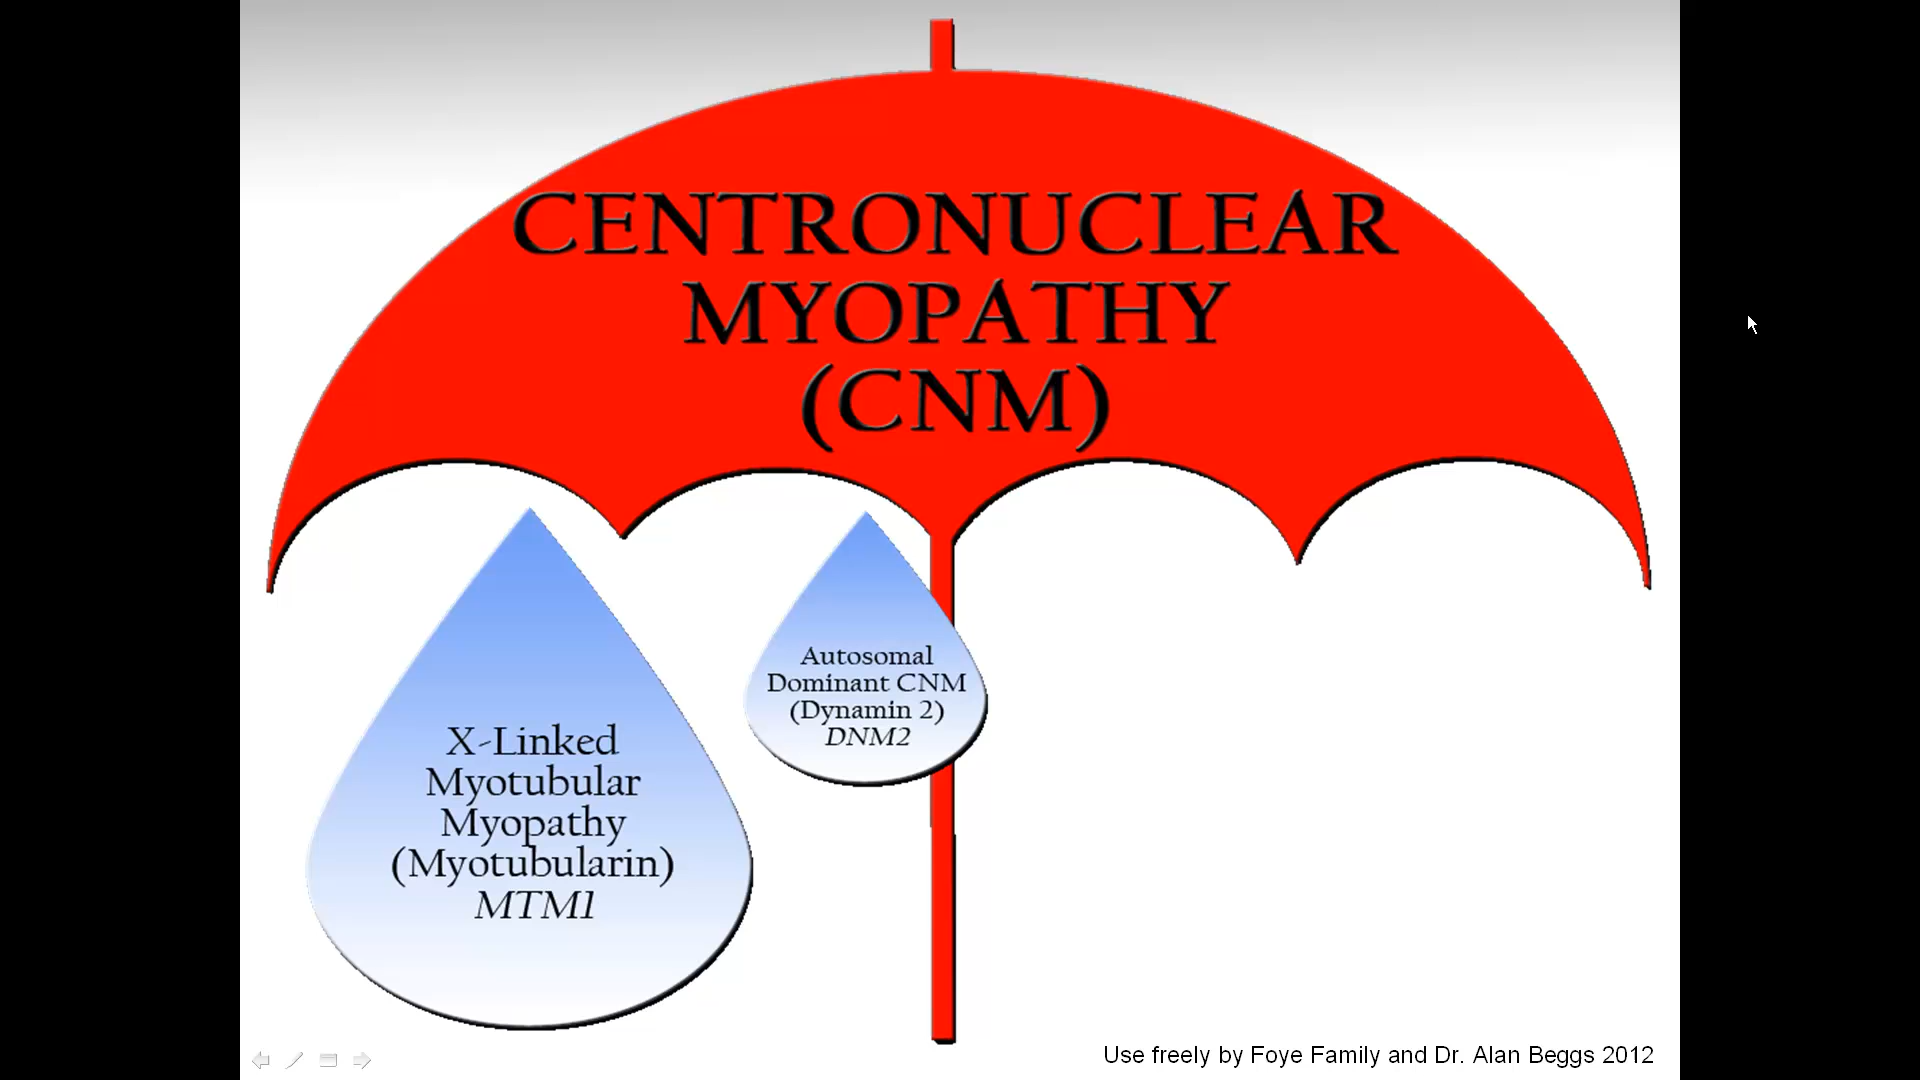 CENTRONUCLEAR
MYOPATHY
(CNM)
X-Linked
Myotubular
Myopathy
(Myotubularin)
MTM1
Autosomal
Dominant CNM
(Dynamin 2)
DNM2
Use freely by Foye Family and Dr. Alan Beggs 2012